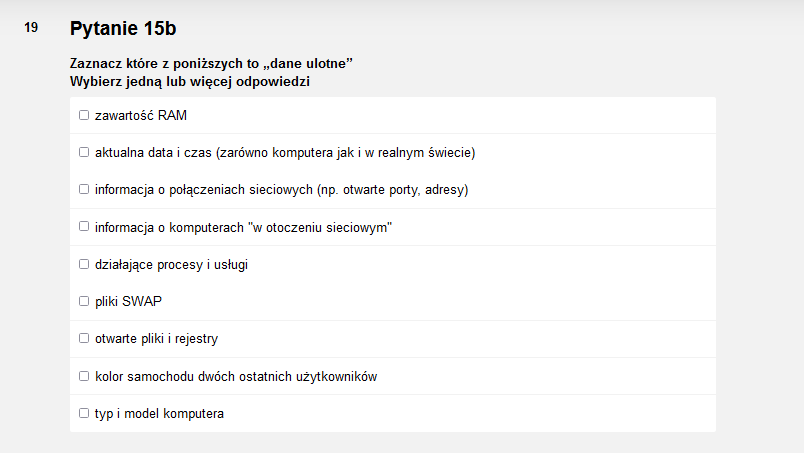 19 Pytanie 15b
Zaznacz które z poniższych to „dane ulotne”
Wybierz jedną lub więcej odpowiedzi
zawartość RAM
aktualna data i czas (zarówno komputera jak i w realnym świecie)
informacja o połączeniach sieciowych (np. otwarte porty, adresy)
informacja o komputerach "w otoczeniu sieciowym"
działające procesy i usługi
pliki SWAP
otwarte pliki i rejestry
kolor samochodu dwóch ostatnich użytkowników
typ i model komputera